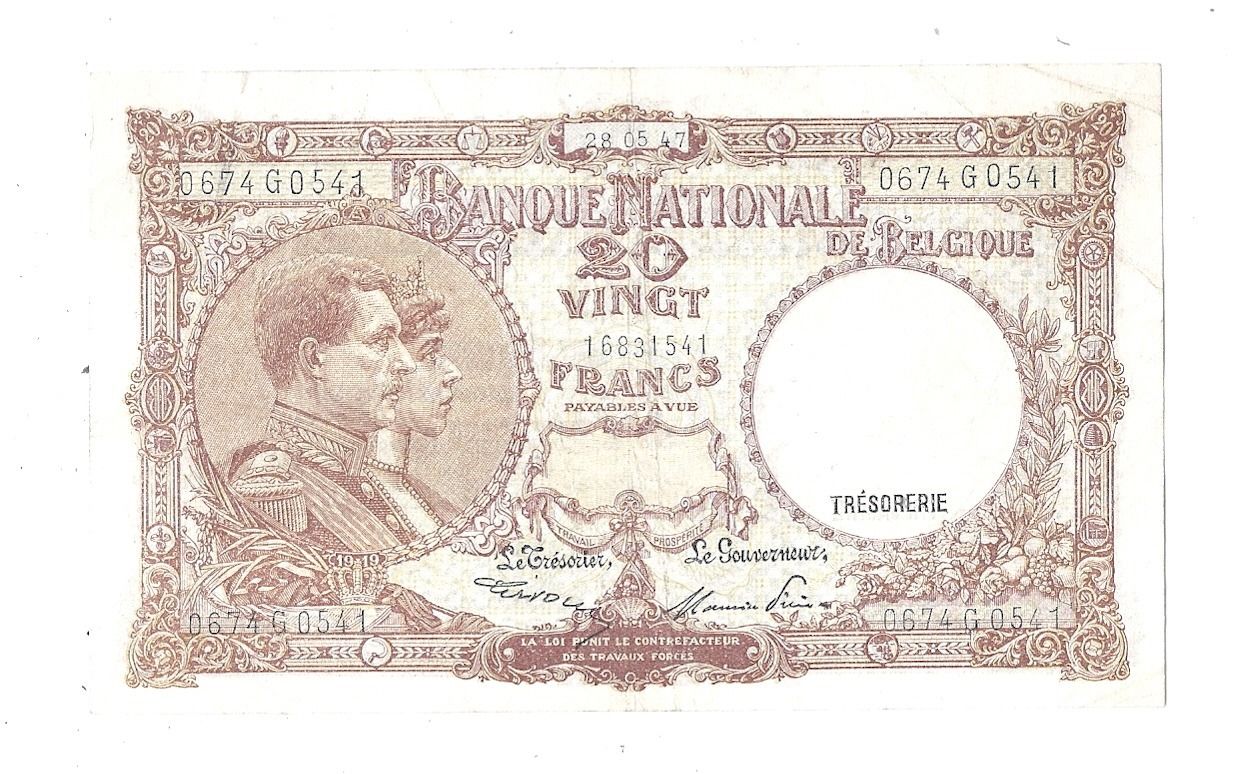 28 05 47
0674 G 0541
0674 G 0541
BANQUE NATIONALE
DE BELGIQUE
20
VINGT
16831541
FRANCS
PAYABLES A VUE
TRÉSORERIE
TRAVAIL PROSPÉRITÉ
Le Trésorier,
Le Gouverneur,
1919
0674 G 0541
0674 G 0541
LA LOI PUNIT LE CONTREFACTEUR
DES TRAVAUX FORCÉS